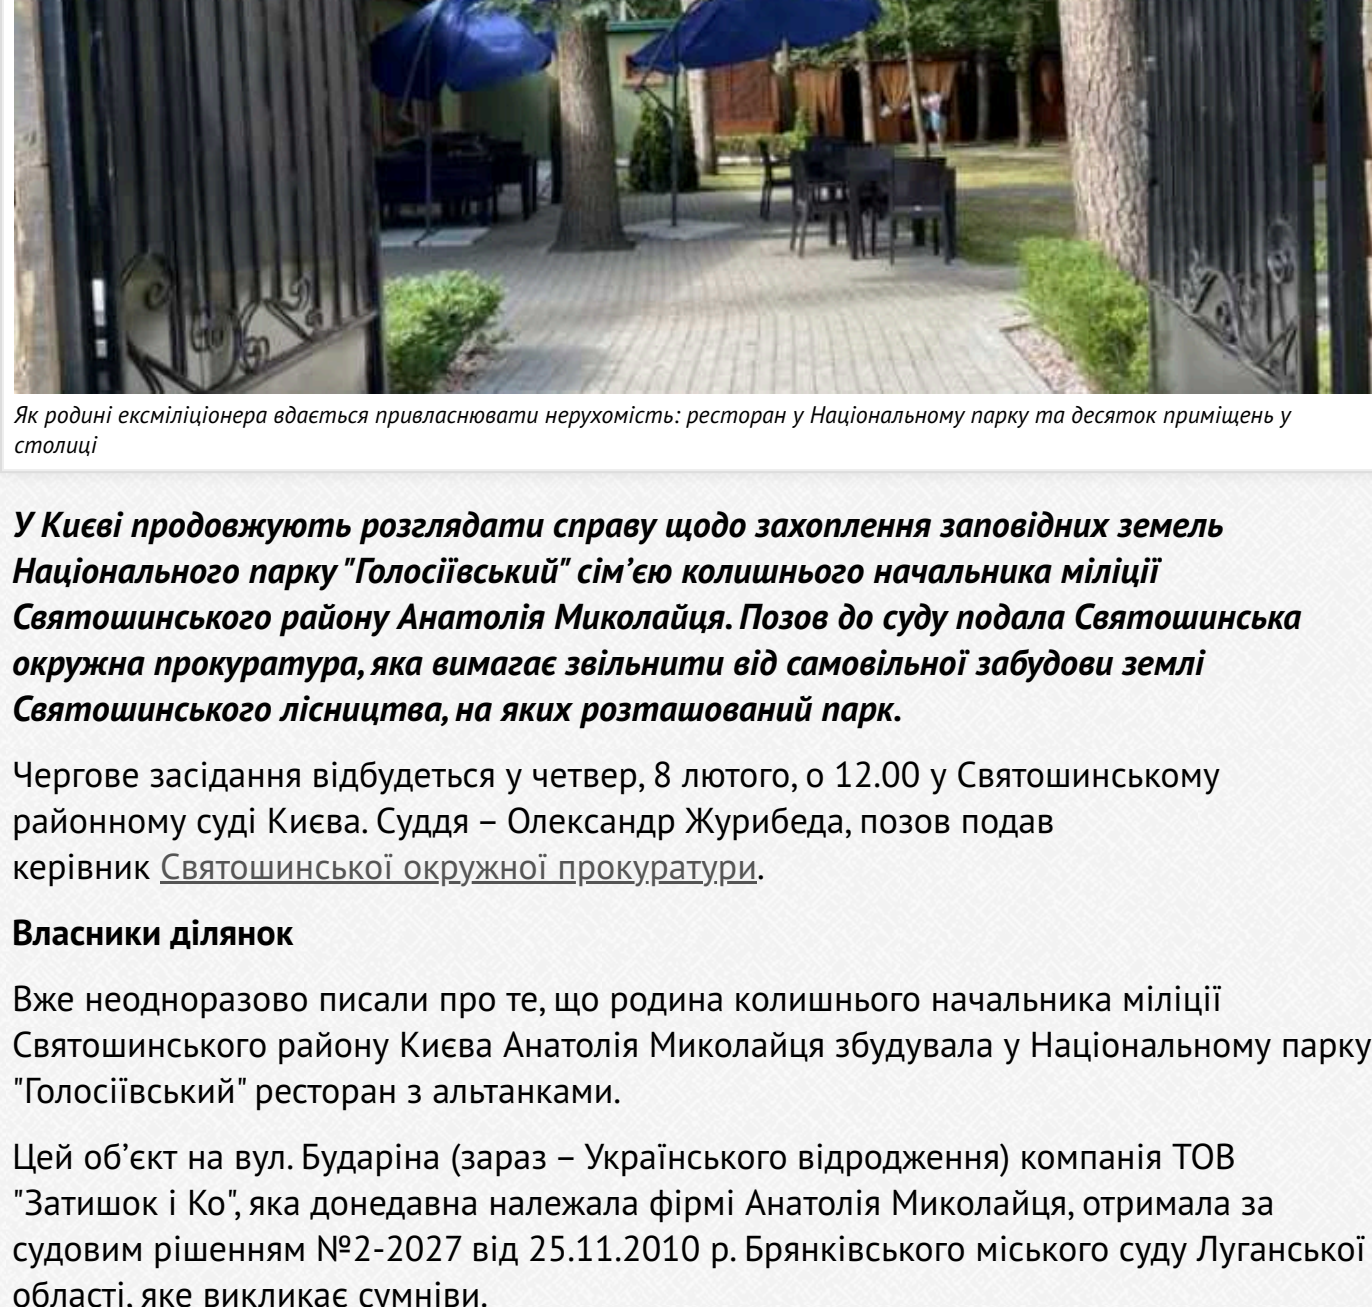 Як родині ексміліціонера вдається привласнювати нерухомість: ресторан у Національному парку та десяток приміщень у
столиці
У Києві продовжують розглядати справу щодо захоплення заповідних земель
Національного парку "Голосіївський" сім’єю колишнього начальника міліції
Святошинського району Анатолія Миколайця. Позов до суду подала Святошинська
окружна прокуратура, яка вимагає звільнити від самовільної забудови землі
Святошинського лісництва, на яких розташований парк.
Чергове засідання відбудеться у четвер, 8 лютого, о 12.00 у Святошинському
районному суді Києва. Суддя – Олександр Журибеда, позов подав
керівник Святошинської окружної прокуратури.
Власники ділянок
Вже неодноразово писали про те, що родина колишнього начальника міліції
Святошинського району Києва Анатолія Миколайця збудувала у Національному парку
"Голосіївський" ресторан з альтанками.
Цей об’єкт на вул. Бударіна (зараз – Українського відродження) компанія ТОВ
"Затишок і Ко", яка донедавна належала фірмі Анатолія Миколайця, отримала за
судовим рішенням №2-2027 від 25.11.2010 р. Брянківського міського суду Луганської
області, яке викликає сумніви.